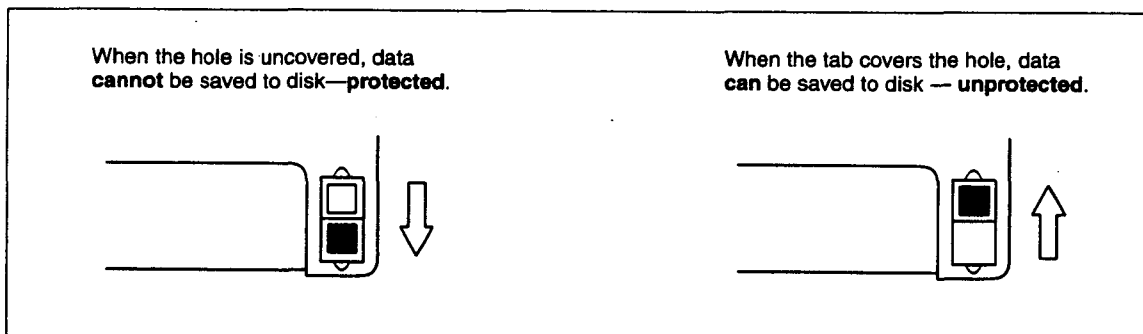 When the hole is uncovered, data
cannot be saved to disk—protected.
When the tab covers the hole, data
can be saved to disk — unprotected.